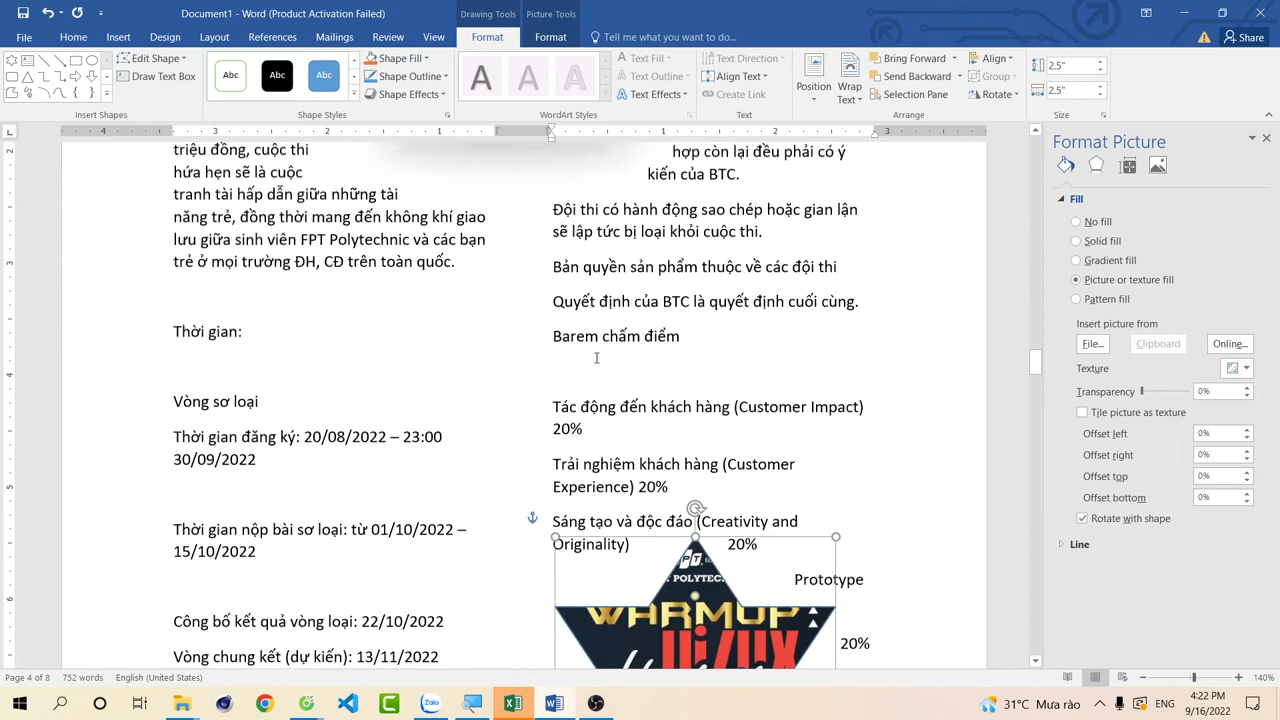 Document1 - Word (Product Activation Failed)
Drawing Tools
Picture Tools
File
Home
Insert
Design
Layout
References
Mailings
Review
View
Format
Format
Tell me what you want to do...
Share
Edit Shape
Draw Text Box
Insert Shapes
Abc
Abc
Abc
Shape Fill
Shape Outline
Shape Effects
Shape Styles
A
A
A
Text Fill
Text Outline
Text Effects
WordArt Styles
Text Direction
Align Text
Create Link
Text
Position
Wrap
Text
Bring Forward
Send Backward
Selection Pane
Align
Group
Rotate
Arrange
2.5"
2.5"
Size
triệu đồng, cuộc thi
hứa hẹn sẽ là cuộc
tranh tài hấp dẫn giữa những tài
năng trẻ, đồng thời mang đến không khí giao
lưu giữa sinh viên FPT Polytechnic và các bạn
trẻ ở mọi trường ĐH, CĐ trên toàn quốc.
Thời gian:
Vòng sơ loại
Thời gian đăng ký: 20/08/2022 – 23:00
30/09/2022
Thời gian nộp bài sơ loại: từ 01/10/2022 –
15/10/2022
Công bố kết quả vòng loại: 22/10/2022
Vòng chung kết (dự kiến): 13/11/2022
hợp còn lại đều phải có ý
kiến của BTC.
Đội thi có hành động sao chép hoặc gian lận
sẽ lập tức bị loại khỏi cuộc thi.
Bản quyền sản phẩm thuộc về các đội thi
Quyết định của BTC là quyết định cuối cùng.
Barem chấm điểm
Tác động đến khách hàng (Customer Impact)
20%
Trải nghiệm khách hàng (Customer
Experience) 20%
Sáng tạo và độc đáo (Creativity and
Originality) 20%
Prototype
20%
PT
POLYTEC
WARMUP
Ui/UX
Format Picture
Fill
No fill
Solid fill
Gradient fill
Picture or texture fill
Pattern fill
Insert picture from
File...
Clipboard
Online...
Texture
Transparency
0%
Tile picture as texture
Offset left
0%
Offset right
0%
Offset top
0%
Offset bottom
0%
Rotate with shape
Line
Page 4 of 8
752 words
English (United States)
140%
Zalo
31°C Mưa rào
ENG
4:22 PM
9/16/2022